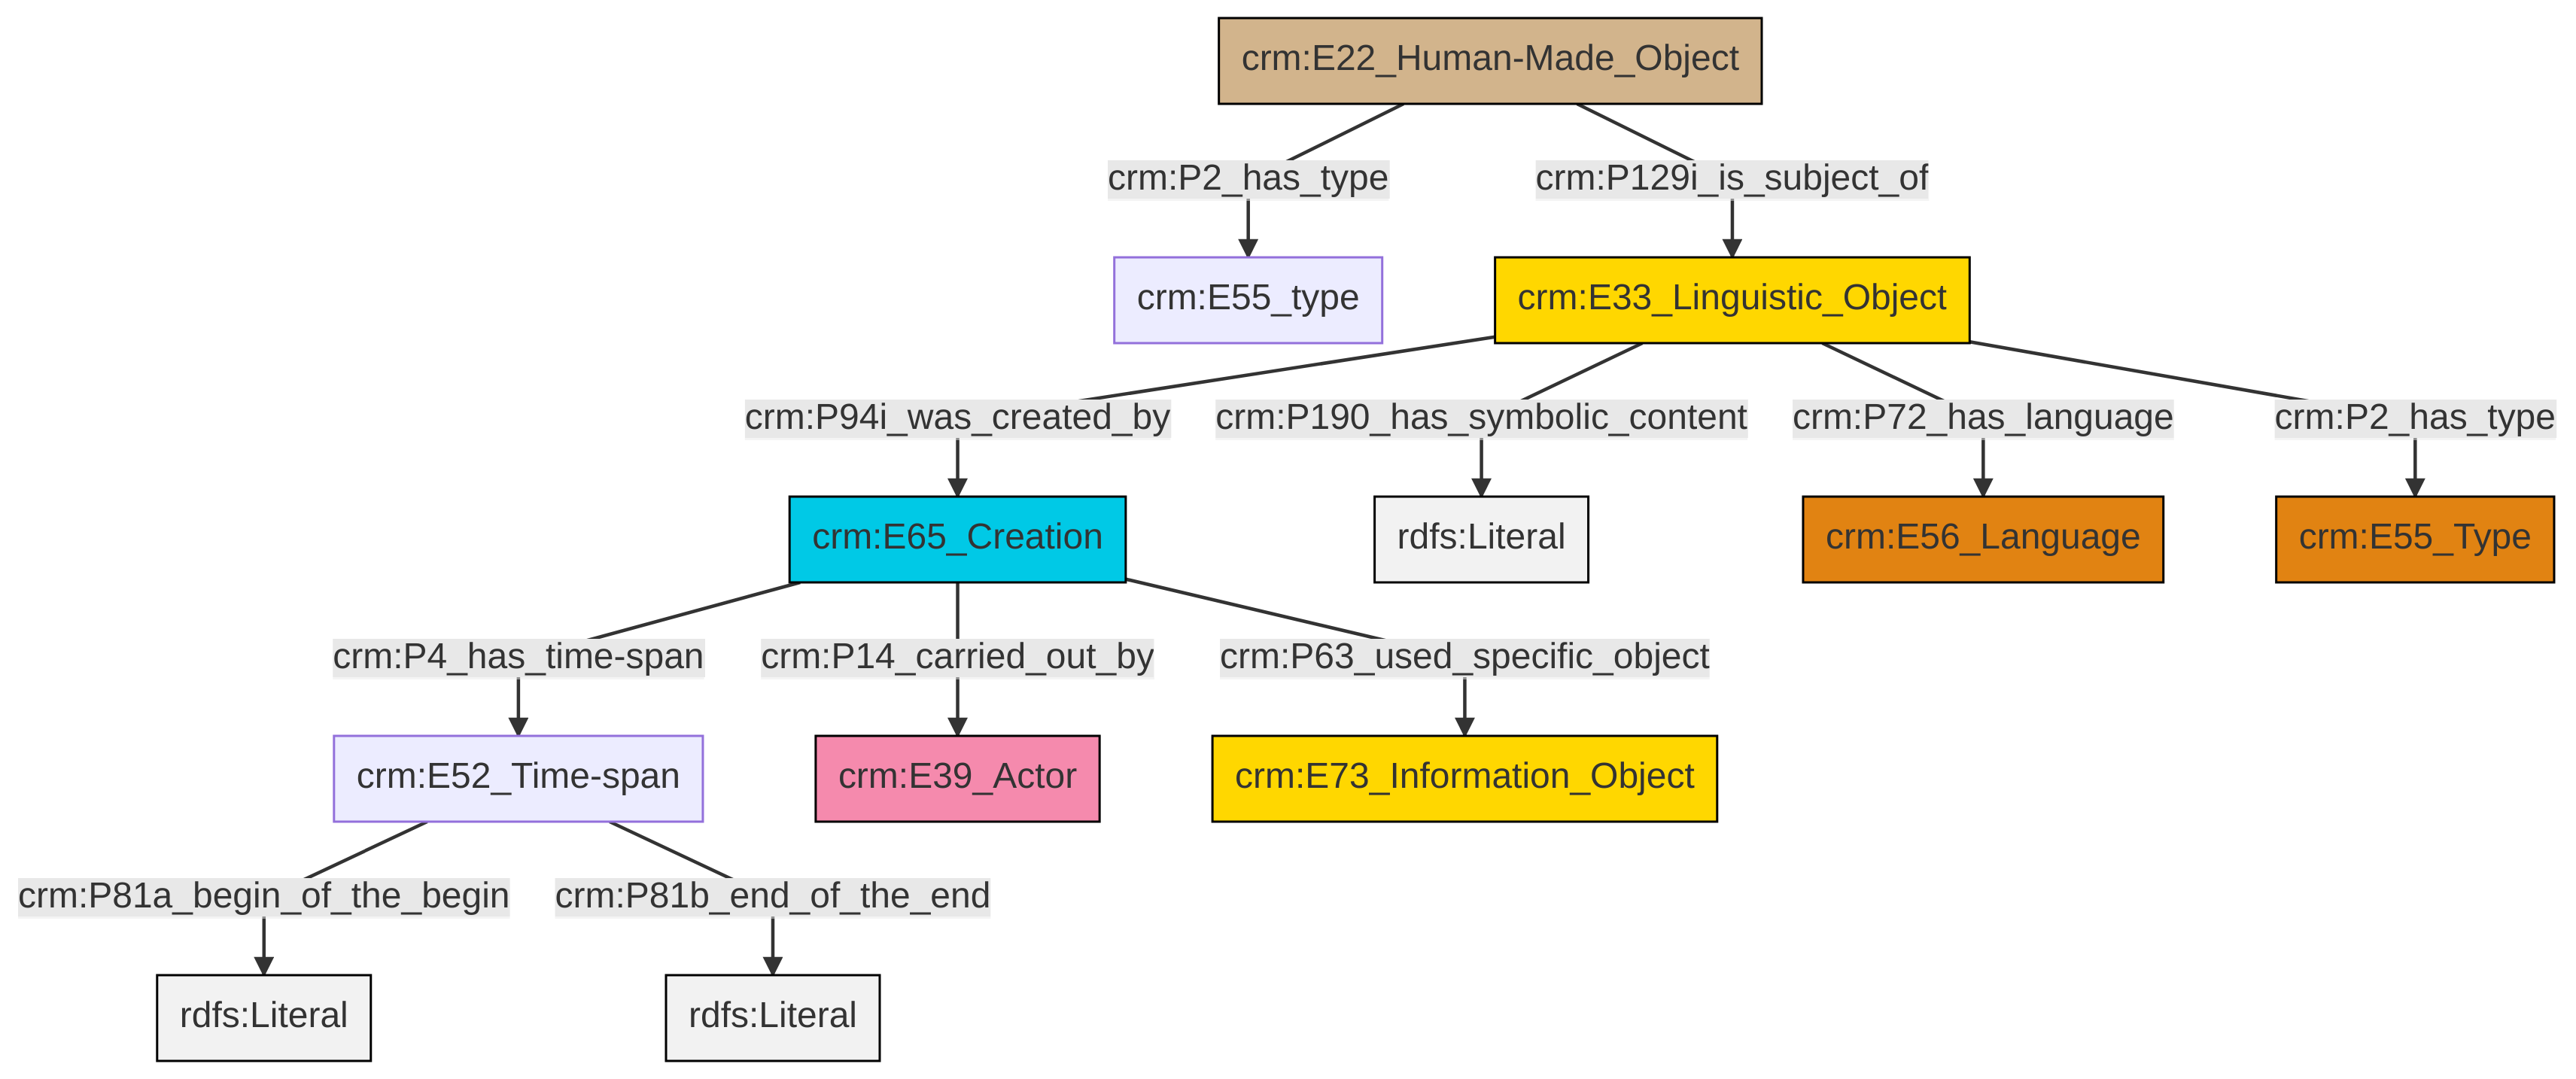 crm:E22_Human-Made_Object
crm:P2_has_type
crm:P129i_is_subject_of
crm:E55_type
crm:E33_Linguistic_Object
crm:P94i_was_created_by
crm:P190_has_symbolic_content
crm:P72_has_language
crm:P2_has_type
crm:E65_Creation
rdfs:Literal
crm:E56_Language
crm:E55_Type
crm:P4_has_time-span
crm:P14_carried_out_by
crm:P63_used_specific_object
crm:E52_Time-span
crm:E39_Actor
crm:E73_Information_Object
crm:P81a_begin_of_the_begin
crm:P81b_end_of_the_end
rdfs:Literal
rdfs:Literal